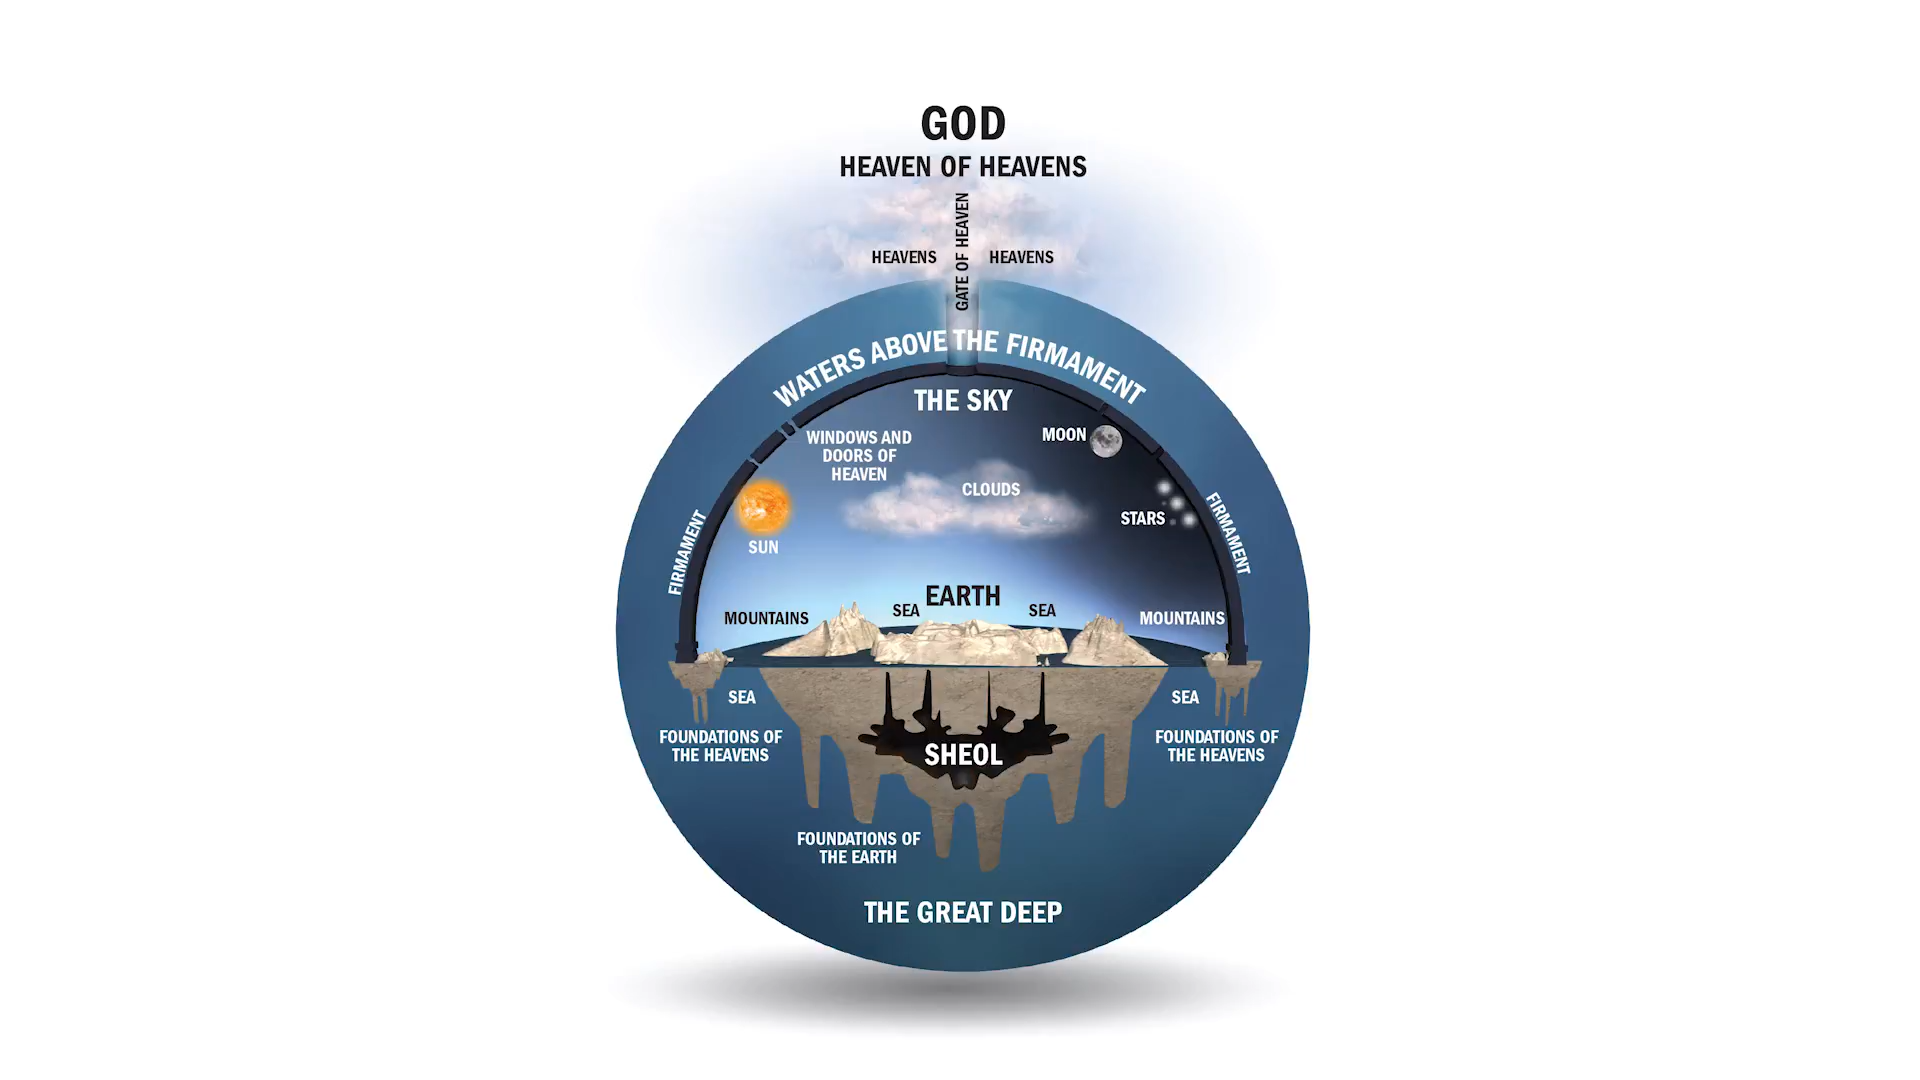 GOD
HEAVEN OF HEAVENS
GATE OF HEAVEN
HEAVENS
HEAVENS
WATERS ABOVE THE FIRMAMENT
THE SKY
WINDOWS AND
DOORS OF
HEAVEN
MOON
CLOUDS
STARS
SUN
FIRMAMENT
FIRMAMENT
EARTH
SEA
SEA
MOUNTAINS
MOUNTAINS
SEA
SEA
FOUNDATIONS OF
THE HEAVENS
FOUNDATIONS OF
THE HEAVENS
SHEOL
FOUNDATIONS OF
THE EARTH
THE GREAT DEEP